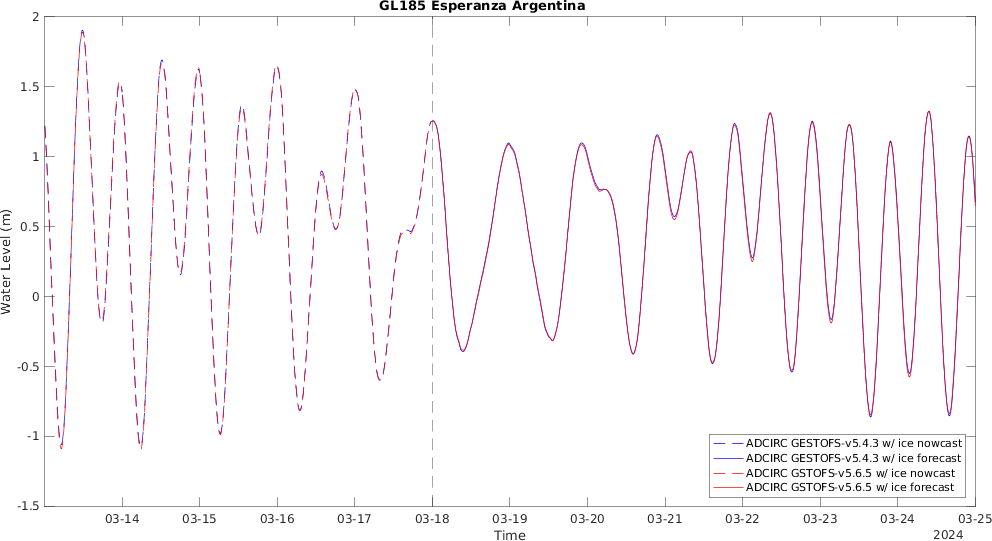 GL185 Esperanza Argentina
2
1.5
1
0.5
0
-0.5
-1
-1.5
Water Level (m)
03-14 03-15 03-16 03-17 03-18 03-19 03-20 03-21 03-22 03-23 03-24 03-25
Time
2024
ADCIRC GESTOFS-v5.4.3 w/ ice nowcast
ADCIRC GESTOFS-v5.4.3 w/ ice forecast
ADCIRC GSTOFS-v5.6.5 w/ ice nowcast
ADCIRC GSTOFS-v5.6.5 w/ ice forecast